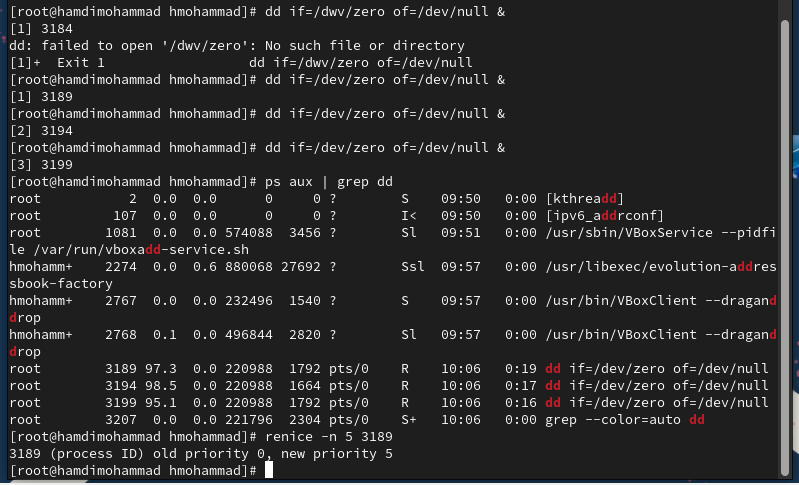 [root@hamdimohammad hmohammad]# dd if=/dwv/zero of=/dev/null &
[1] 3184
dd: failed to open '/dwv/zero': No such file or directory
[1]+  Exit 1                  dd if=/dwv/zero of=/dev/null
[root@hamdimohammad hmohammad]# dd if=/dev/zero of=/dev/null &
[1] 3189
[root@hamdimohammad hmohammad]# dd if=/dev/zero of=/dev/null &
[2] 3194
[root@hamdimohammad hmohammad]# dd if=/dev/zero of=/dev/null &
[3] 3199
[root@hamdimohammad hmohammad]# ps aux | grep dd
root           2  0.0  0.0      0     0 ?        S    09:50   0:00 [kthreadd]
root         107  0.0  0.0      0     0 ?        I<   09:50   0:00 [ipv6_addrconf]
root        1081  0.0  0.0 574088  3456 ?        Sl   09:51   0:00 /usr/sbin/VBoxService --pidfi
le /var/run/vboxadd-service.sh
hmohamm+    2274  0.0  0.6 880068 27692 ?        Ssl  09:57   0:00 /usr/libexec/evolution-addres
sbook-factory
hmohamm+    2767  0.0  0.0 232496  1540 ?        S    09:57   0:00 /usr/bin/VBoxClient --dragand
drop
hmohamm+    2768  0.1  0.0 496844  2820 ?        Sl   09:57   0:00 /usr/bin/VBoxClient --dragand
drop
root        3189 97.3  0.0 220988  1792 pts/0    R    10:06   0:19 dd if=/dev/zero of=/dev/null
root        3194 98.5  0.0 220988  1664 pts/0    R    10:06   0:17 dd if=/dev/zero of=/dev/null
root        3199 95.1  0.0 220988  1792 pts/0    R    10:06   0:16 dd if=/dev/zero of=/dev/null
root        3207  0.0  0.0 221796  2304 pts/0    S+   10:06   0:00 grep --color=auto dd
[root@hamdimohammad hmohammad]# renice -n 5 3189
3189 (process ID) old priority 0, new priority 5
[root@hamdimohammad hmohammad]#